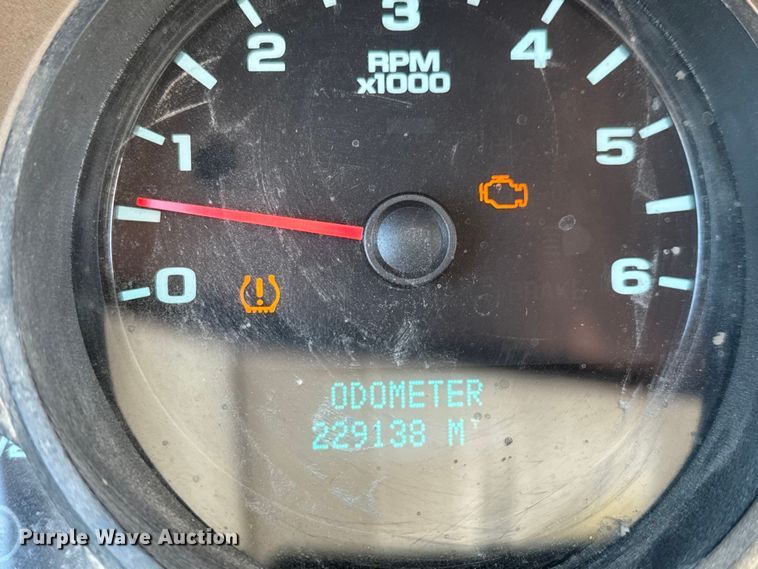 3
2
4
RPM
x1000
1
5
0
6
ODOMETER
229138 MI
Purple Wave Auction